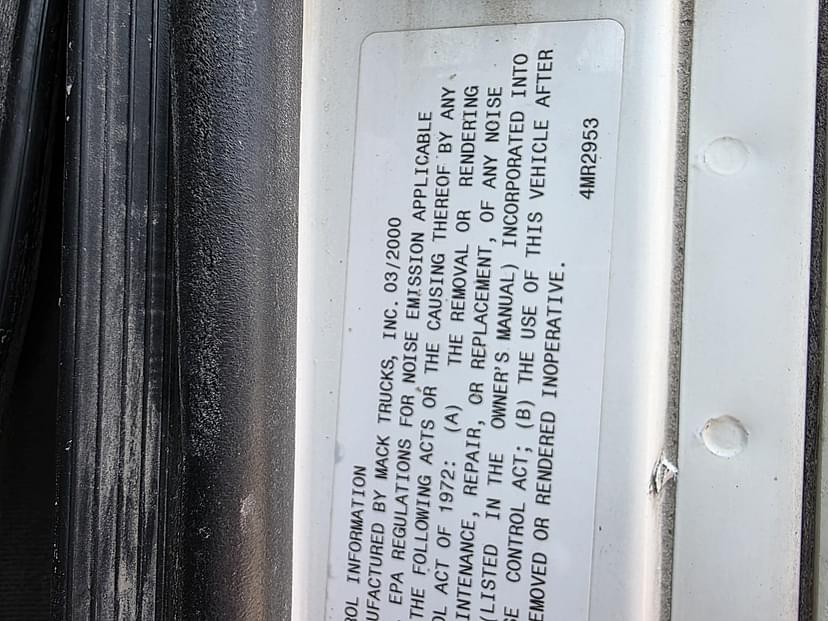 ROL INFORMATION
UFACTURED BY MACK TRUCKS, INC. 03/2000
EPA REGULATIONS FOR NOISE EMISSION APPLICABLE
THE FOLLOWING ACTS OR THE CAUSING THEREOF BY ANY
OL ACT OF 1972: (A) THE REMOVAL OR RENDERING
INTENANCE, REPAIR, OR REPLACEMENT, OF ANY NOISE
(LISTED IN THE OWNER'S MANUAL) INCORPORATED INTO
SE CONTROL ACT; (B) THE USE OF THIS VEHICLE AFTER
EMOVED OR RENDERED INOPERATIVE.
4MR2953